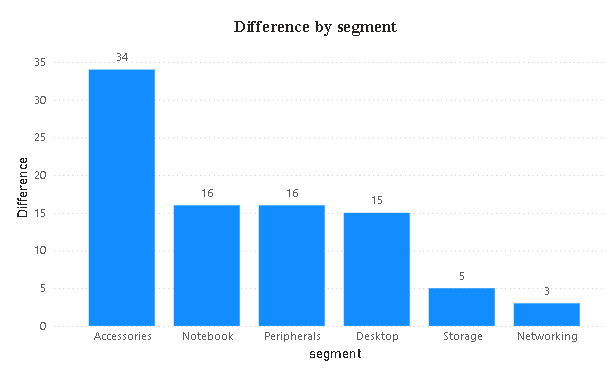 Difference by segment
34
35
30
25
20
15
10
5
0
16
16
15
5
3
Difference
Accessories
Notebook
Peripherals
Desktop
Storage
Networking
segment